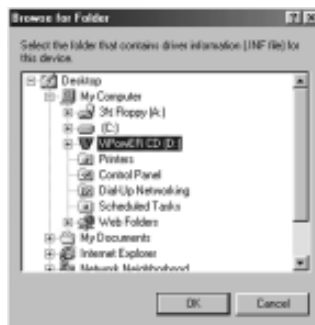 Browse for Folder
Select the folder that contains driver information (.INF file) for
this device.
Desktop
My Computer
3½ Floppy (A:)
(C:)
(D:)
Printers
Control Panel
Dial-Up Networking
Scheduled Tasks
Web Folders
My Documents
Internet Explorer
Network Neighborhood
OK
Cancel